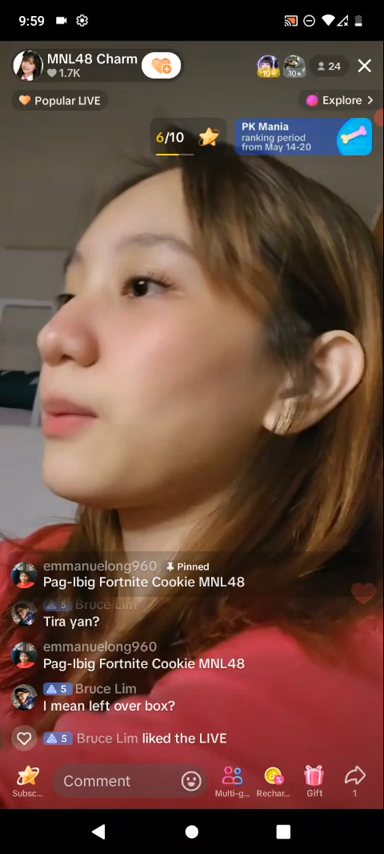 9:59
MNL48 Charm
1.7K
10
10+
24
Popular LIVE
Explore
6/10
PK Mania
ranking period
from May 14-20
emmanuelong960 Pinned
Pag-Ibig Fortnite Cookie MNL48
5 Bruce Lim
Tira yan?
emmanuelong960
Pag-Ibig Fortnite Cookie MNL48
5 Bruce Lim
I mean left over box?
5 Bruce Lim liked the LIVE
Comment
Subsc... Multi-g... Rechar... Gift 1